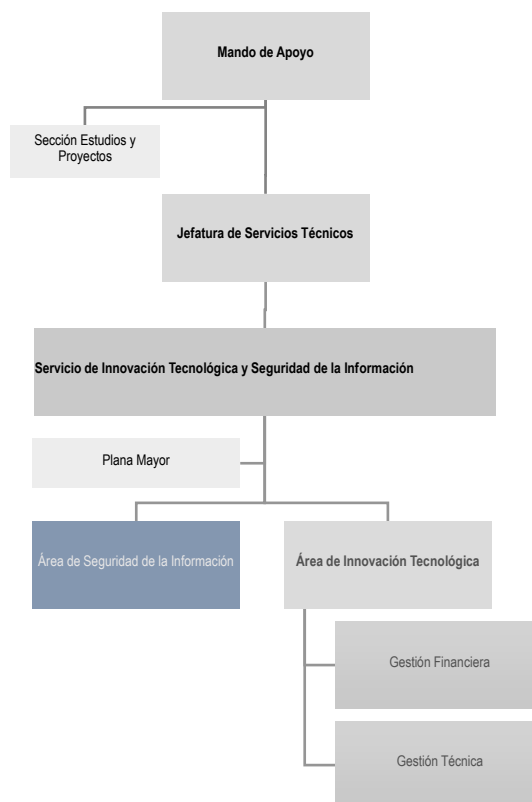 Mando de Apoyo
Sección Estudios y
Proyectos
Jefatura de Servicios Técnicos
Servicio de Innovación Tecnológica y Seguridad de la Información
Plana Mayor
Área de Seguridad de la Información
Área de Innovación Tecnológica
Gestión Financiera
Gestión Técnica